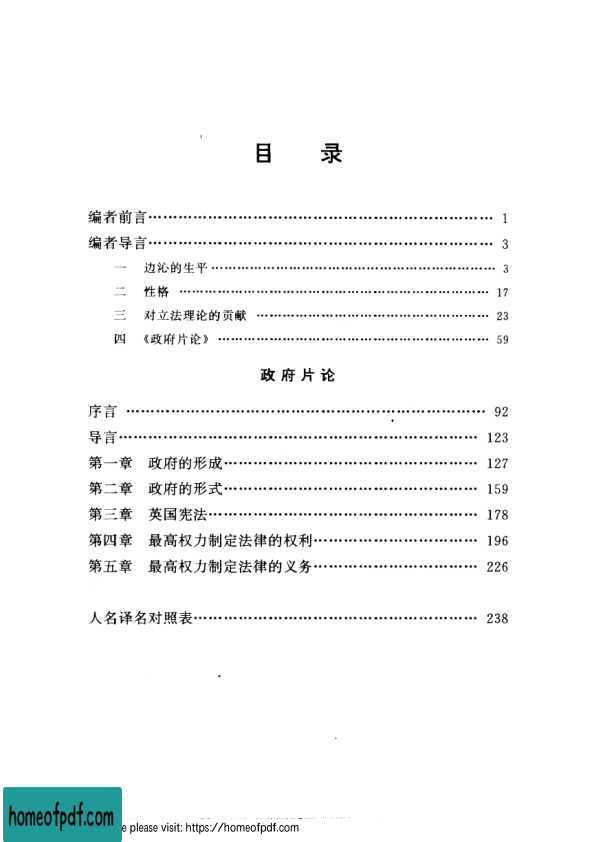 目 录
编者前言…………………………………………………………… 1
编者导言…………………………………………………………… 3
一 边沁的生平…………………………………………………………… 3
二 性格 …………………………………………………………… 17
三 对立法理论的贡献 ………………………………………………… 23
四 《政府片论》…………………………………………………………… 59
政府片论
序言 …………………………………………………………… 92
导言…………………………………………………………… 123
第一章 政府的形成………………………………………………… 127
第二章 政府的形式………………………………………………… 159
第三章 英国宪法…………………………………………………… 178
第四章 最高权力制定法律的权利…………………………… 196
第五章 最高权力制定法律的义务…………………………… 226
人名译名对照表………………………………………………… 238
homeofpdf.com
e please visit: https://homeofpdf.com